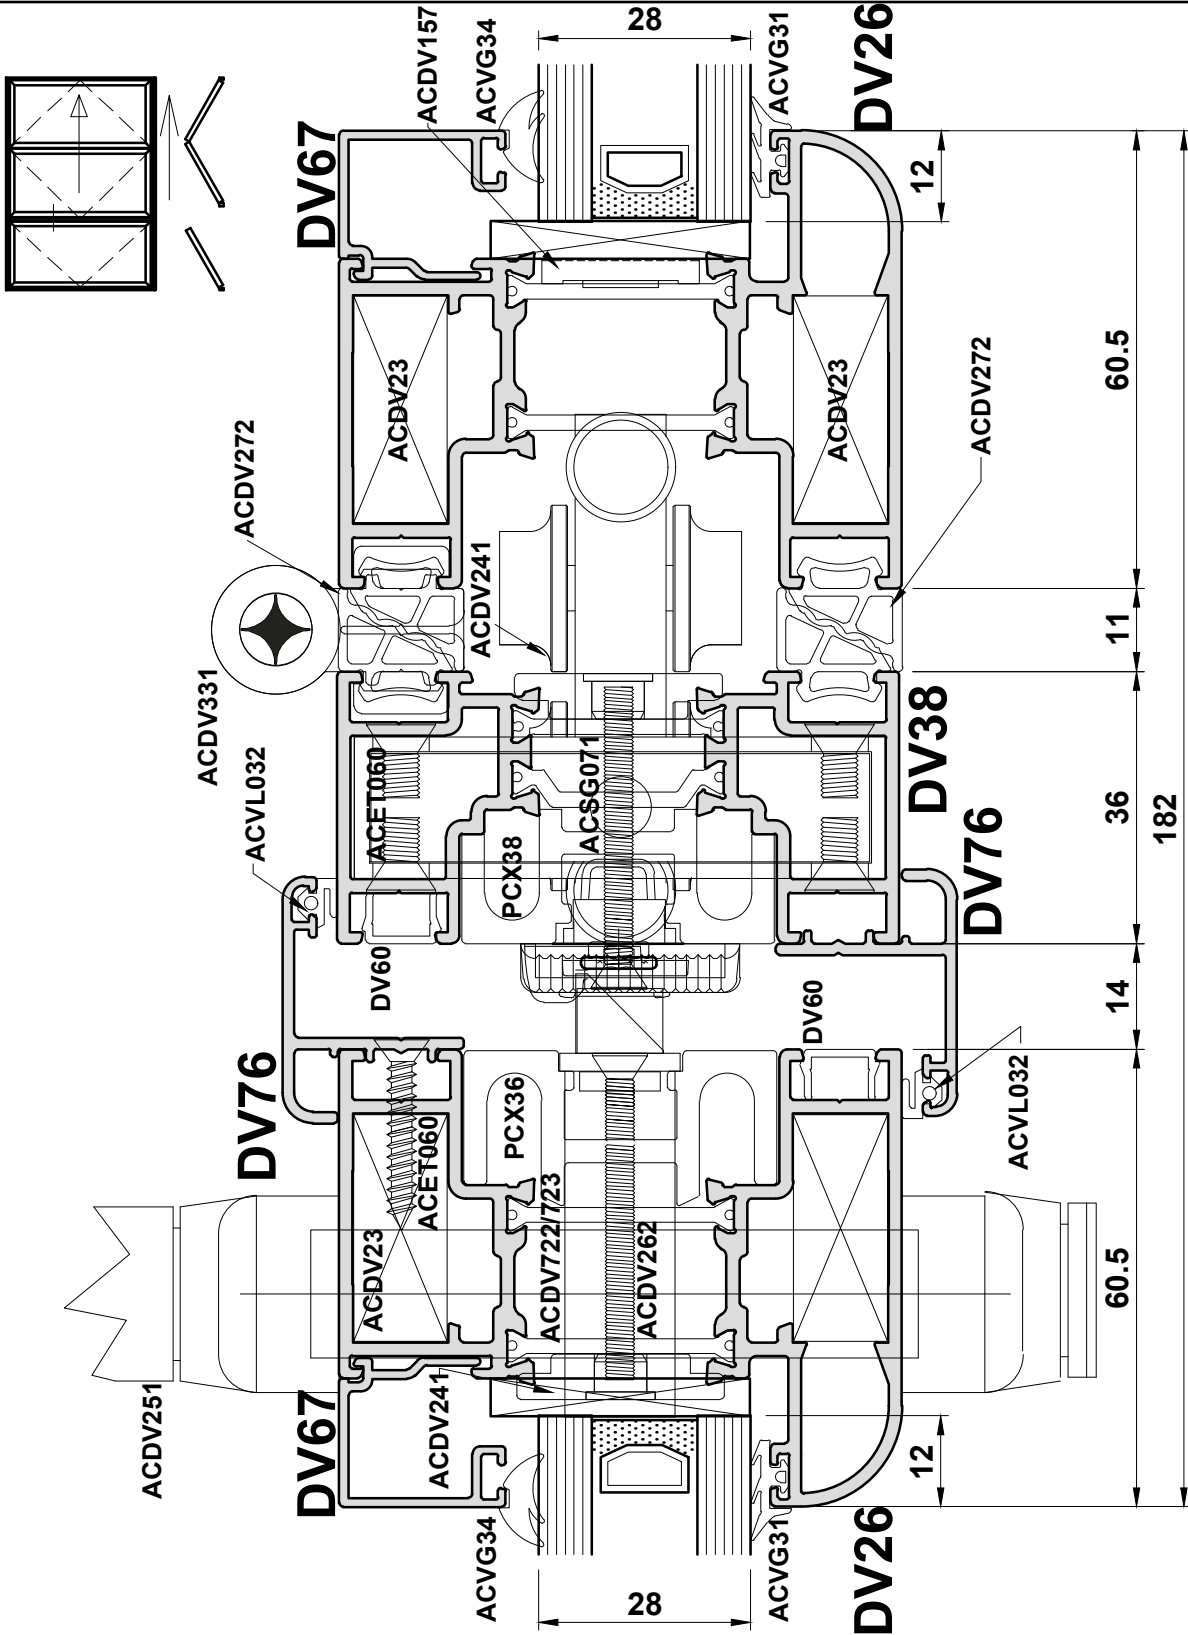 28
ACDV157
ACVG34
ACVG31
DV26
DV67
12
ACDV23
ACDV23
60.5
ACDV272
ACDV272
ACDV241
11
ACDV331
ACVL032
ACET060
ACSG071
DV38
36
182
PCX38
DV76
DV60
DV60
14
DV76
PCX36
ACVL032
ACET060
ACDV23
ACDV722/723
ACDV262
60.5
ACDV251
DV67
ACDV241
12
ACVG34
ACVG31
DV26
28